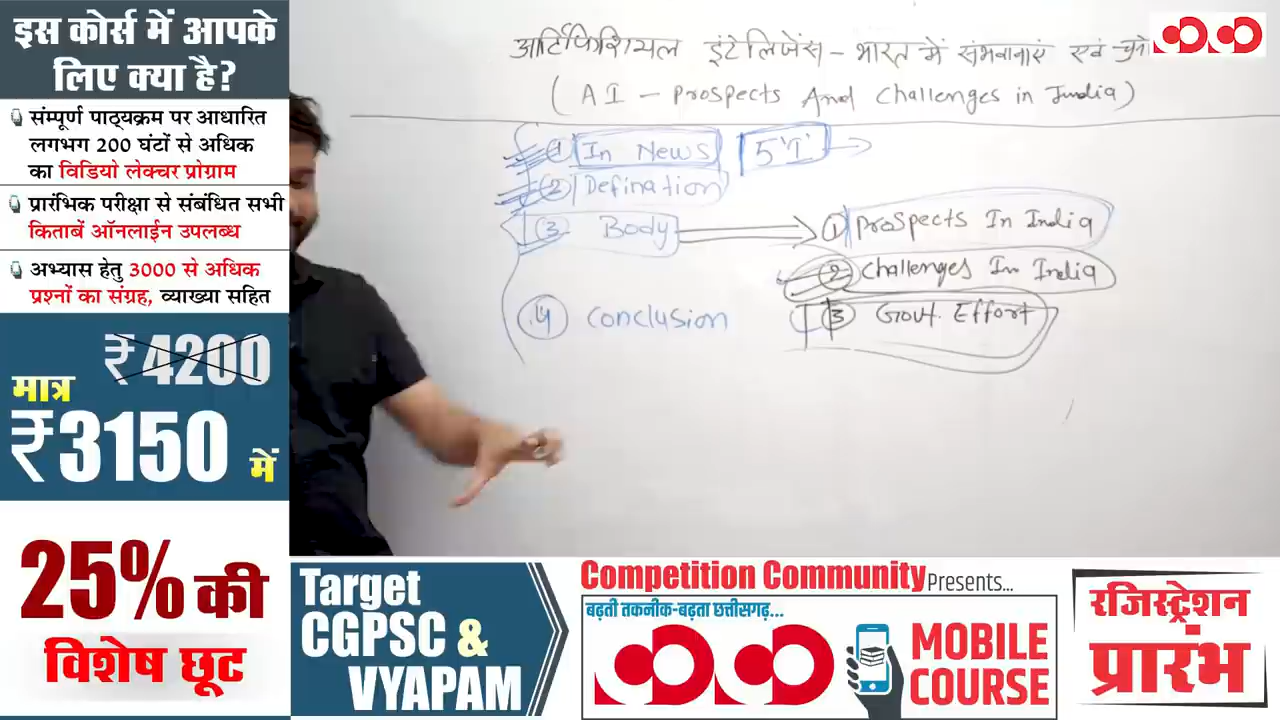 इस कोर्स में आपके
लिए क्या है?
संम्पूर्ण पाठ्यक्रम पर आधारित
लगभग 200 घंटों से अधिक
का विडियो लेक्चर प्रोग्राम
प्रारंभिक परीक्षा से संबंधित सभी
किताबें ऑनलाईन उपलब्ध
अभ्यास हेतु 3000 से अधिक
प्रश्नों का संग्रह, व्याख्या सहित
₹4200
मात्र
₹3150 में
25% की
विशेष छूट
आर्टिफिशियल इंटेलिजेंस - भारत में संभावनाएं एवं चुनौ
(AI - Prospects And Challenges in India)
① In News 5'I'
② Defination
③ Body
① Prospects In India
② Challenges In India
③ Govt. Effort
④ Conclusion
Target
CGPSC &
VYAPAM
Competition Community Presents...
बढ़ती तकनीक-बढ़ता छत्तीसगढ़...
MOBILE
COURSE
रजिस्ट्रेशन
प्रारंभ